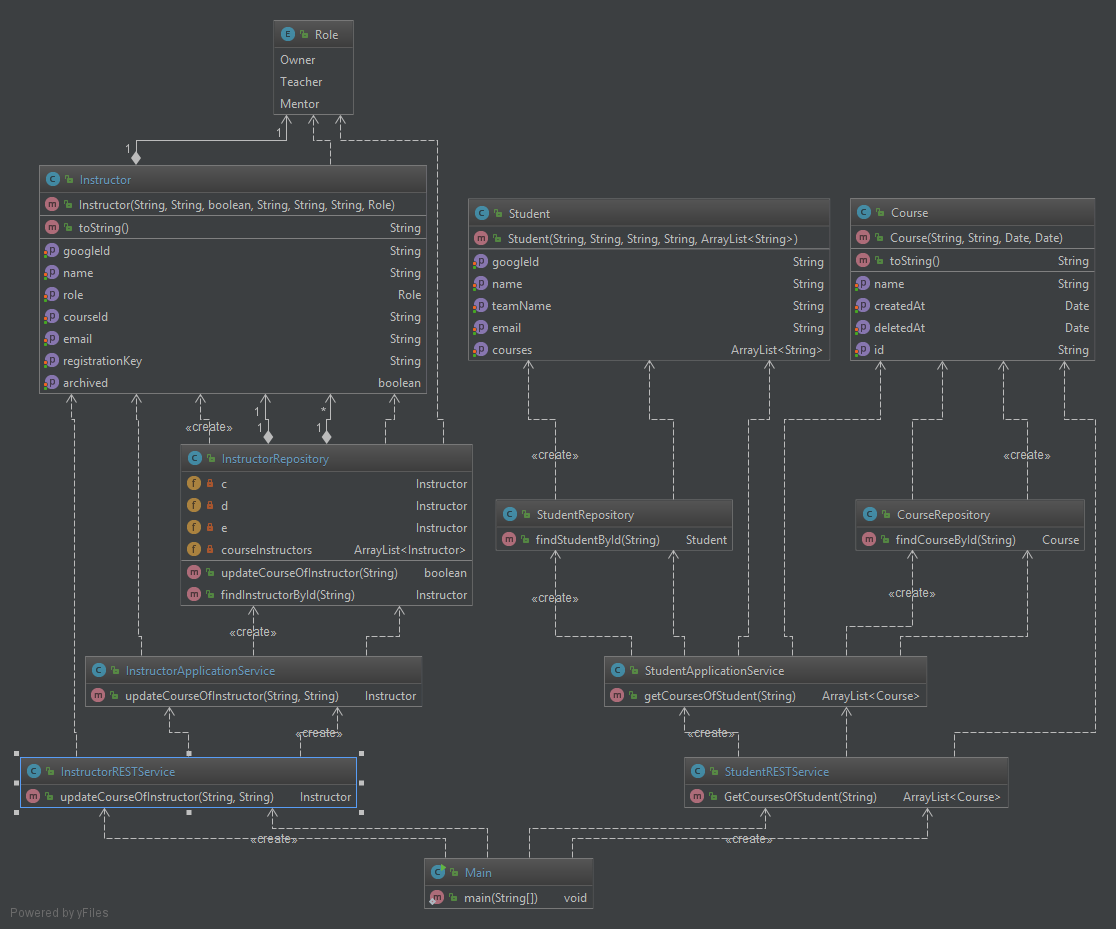 Role
Owner
Teacher
Mentor
1
1
Instructor
Instructor(String, String, boolean, String, String, String, Role)
toString() String
googleId String
name String
role Role
courseId String
email String
registrationKey String
archived boolean
Student
Student(String, String, String, String, ArrayList<String>)
googleId String
name String
teamName String
email String
courses ArrayList<String>
Course
Course(String, String, Date, Date)
toString() String
name String
createdAt Date
deletedAt Date
id String
«create»
1
1
*
1
«create»
«create»
InstructorRepository
c Instructor
d Instructor
e Instructor
courseInstructors ArrayList<Instructor>
updateCourseOfInstructor(String) boolean
findInstructorById(String) Instructor
StudentRepository
findStudentById(String) Student
CourseRepository
findCourseById(String) Course
«create»
«create»
«create»
InstructorApplicationService
updateCourseOfInstructor(String, String) Instructor
StudentApplicationService
getCoursesOfStudent(String) ArrayList<Course>
«create»
«create»
InstructorRESTService
updateCourseOfInstructor(String, String) Instructor
StudentRESTService
GetCoursesOfStudent(String) ArrayList<Course>
«create»
«create»
Main
main(String[]) void
Powered by yFiles